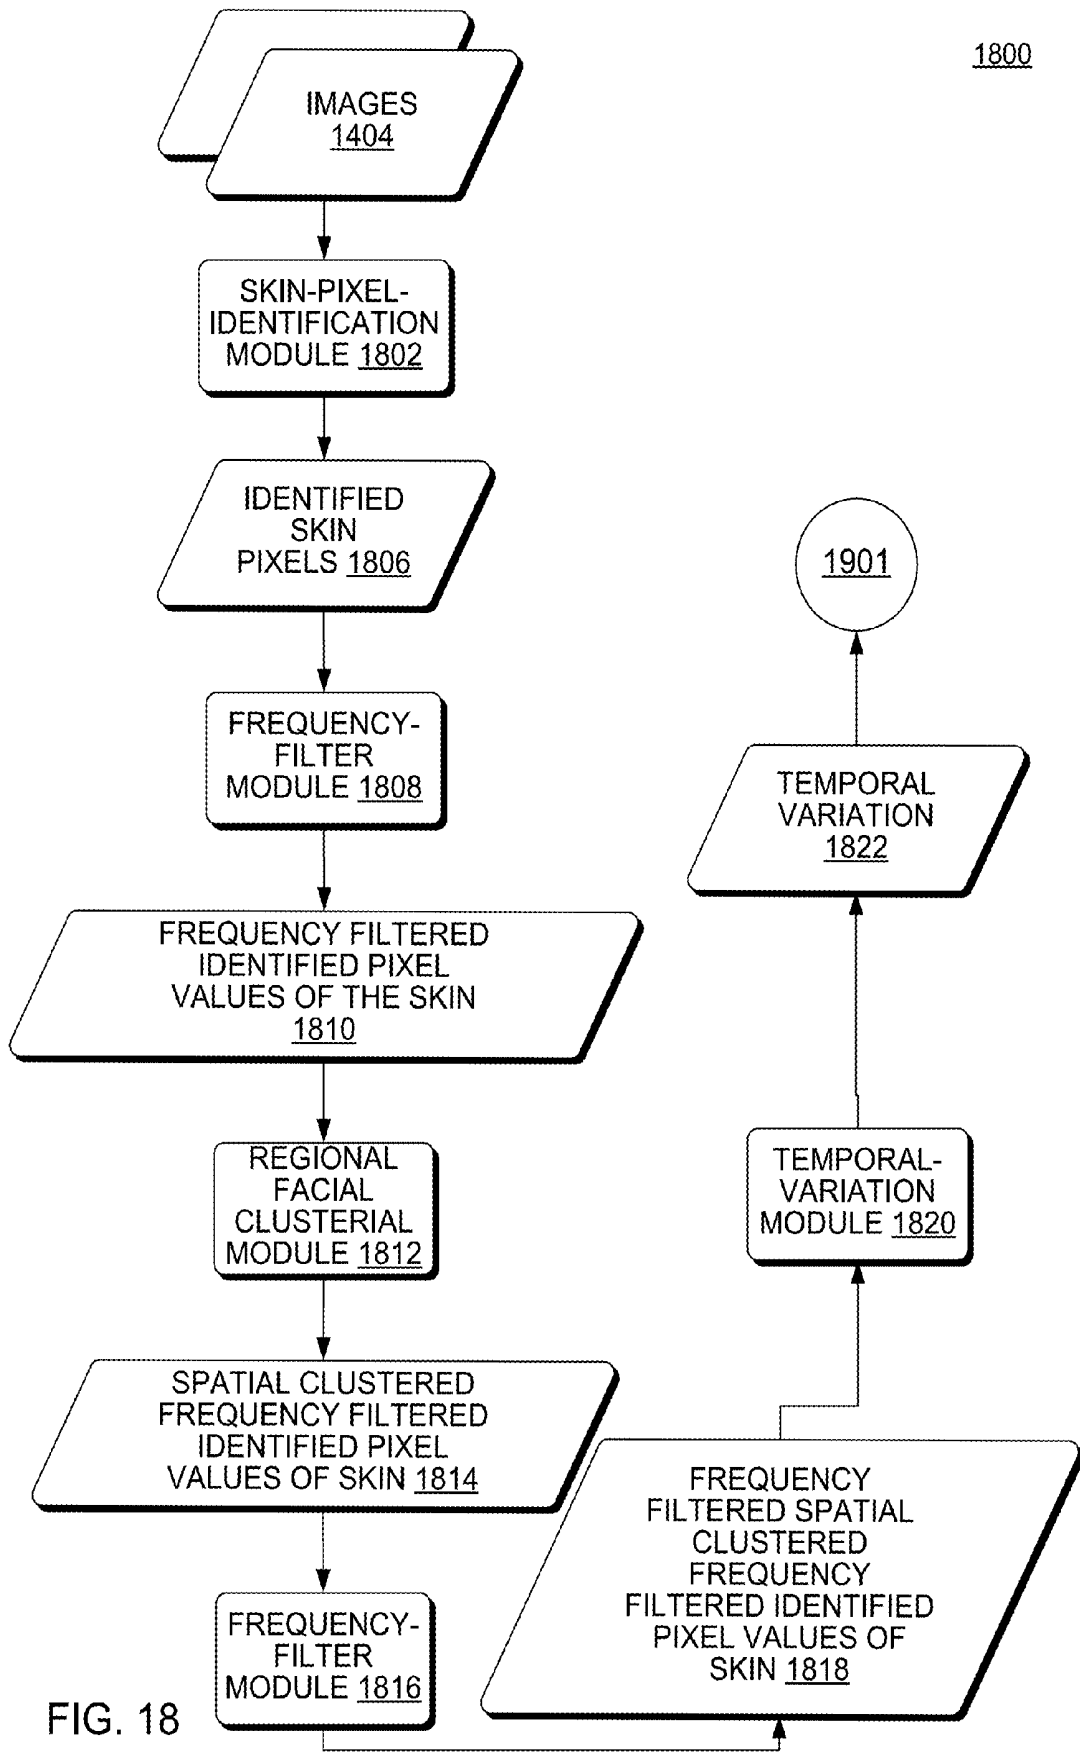 1800
IMAGES
1404
SKIN-PIXEL-
IDENTIFICATION
MODULE 1802
IDENTIFIED
SKIN
PIXELS 1806
FREQUENCY-
FILTER
MODULE 1808
FREQUENCY FILTERED
IDENTIFIED PIXEL
VALUES OF THE SKIN
1810
REGIONAL
FACIAL
CLUSTERIAL
MODULE 1812
SPATIAL CLUSTERED
FREQUENCY FILTERED
IDENTIFIED PIXEL
VALUES OF SKIN 1814
FREQUENCY-
FILTER
MODULE 1816
FREQUENCY
FILTERED SPATIAL
CLUSTERED
FREQUENCY
FILTERED IDENTIFIED
PIXEL VALUES OF
SKIN 1818
TEMPORAL-
VARIATION
MODULE 1820
TEMPORAL
VARIATION
1822
1901
FIG. 18